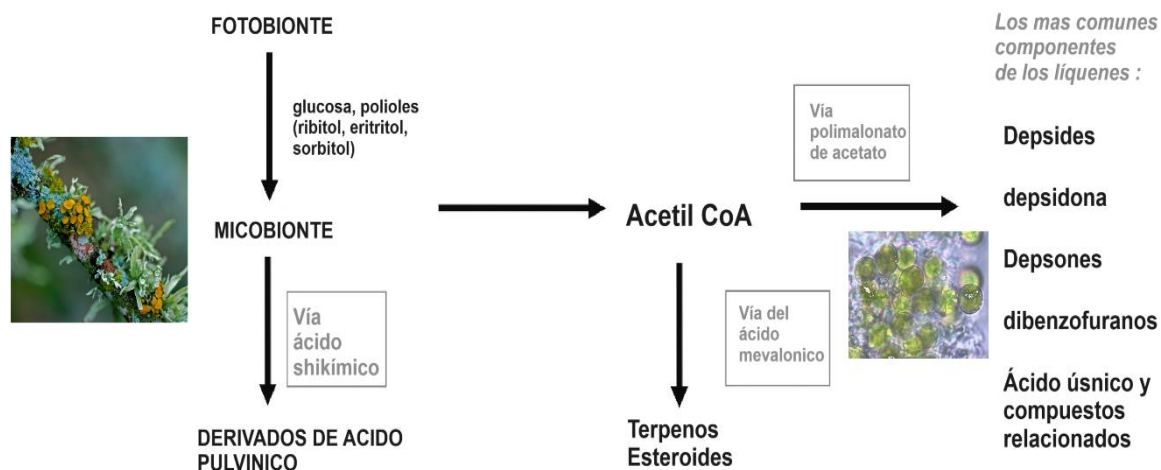 FOTOBIONTE
glucosa, polioles
(ribitol, eritritol,
sorbitol)
MICOBIONTE
Vía
ácido
shikímico
DERIVADOS DE ACIDO
PULVINICO
Acetil CoA
Vía
polimalonato
de acetato
Vía del
ácido
mevalonico
Terpenos
Esteroides
Los mas comunes
componentes
de los líquenes :
Depsides
depsidona
Depsones
dibenzofuranos
Ácido úsnico y
compuestos
relacionados